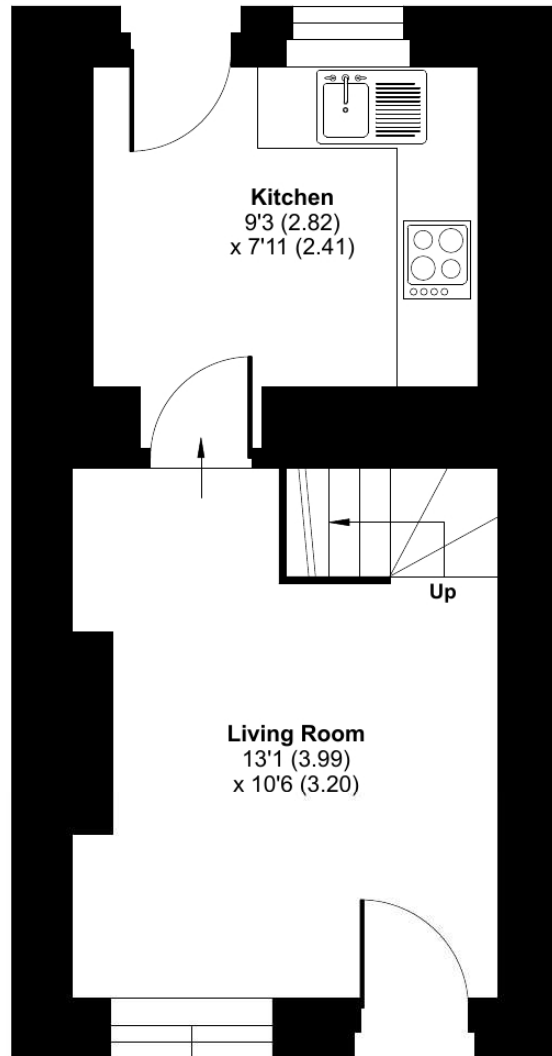 Kitchen
9'3 (2.82)
x 7'11 (2.41)
Up
Living Room
13'1 (3.99)
x 10'6 (3.20)